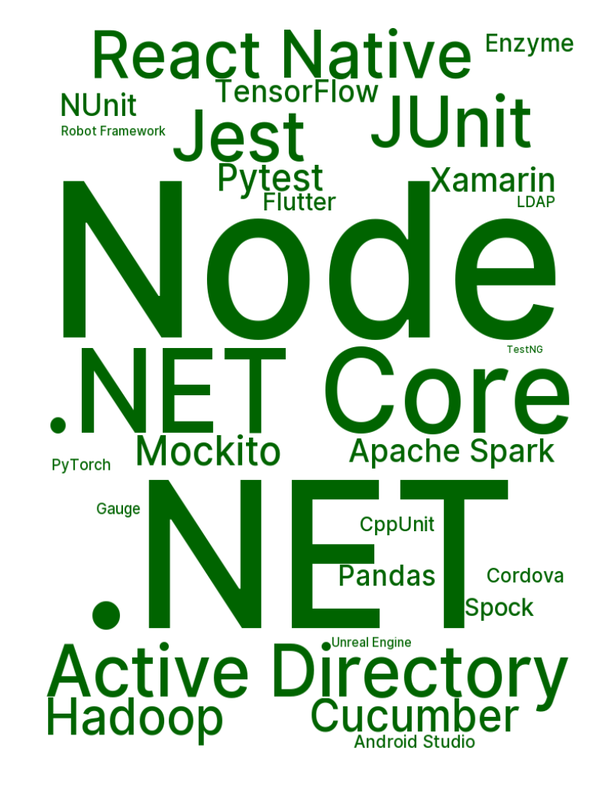 React Native
Enzyme
TensorFlow
NUnit
JUnit
Robot Framework
Jest
Pytest
Xamarin
Flutter
LDAP
Node
TestNG
.NET Core
Mockito
Apache Spark
PyTorch
Gauge
.NET
CppUnit
Pandas
Cordova
Spock
Unreal Engine
Active Directory
Hadoop
Cucumber
Android Studio